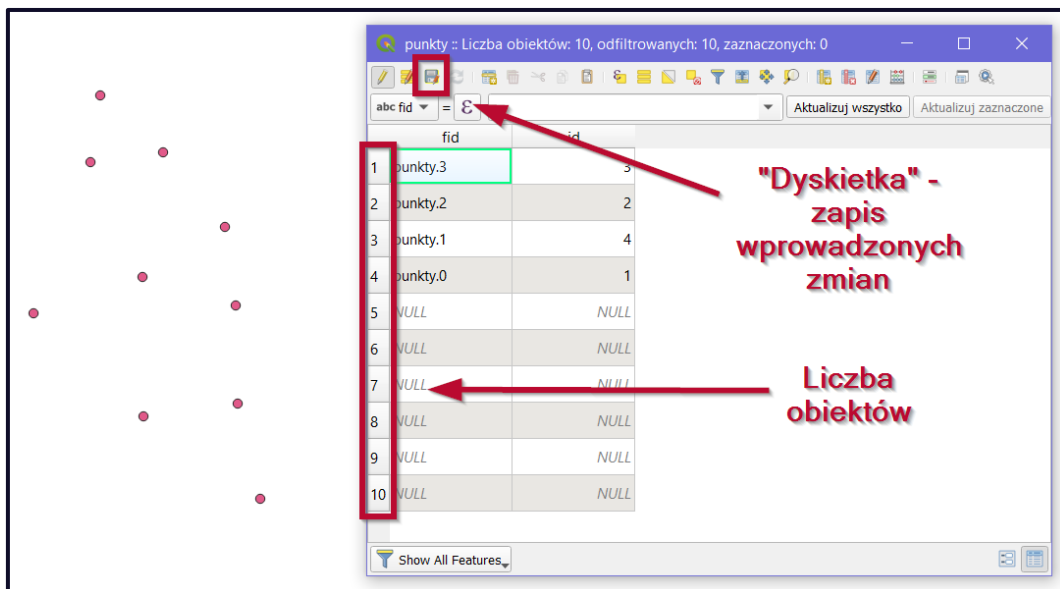 punkty :: Liczba obiektów: 10, odfiltrowanych: 10, zaznaczonych: 0
abc fid = ε Aktualizuj wszystko Aktualizuj zaznaczone
fid id
1 punkty.3 3
2 punkty.2 2
3 punkty.1 4
4 punkty.0 1
5 NULL NULL
6 NULL NULL
7 NULL NULL
8 NULL NULL
9 NULL NULL
10 NULL NULL
"Dyskietka" -
zapis
wprowadzonych
zmian
Liczba
obiektów
Show All Features